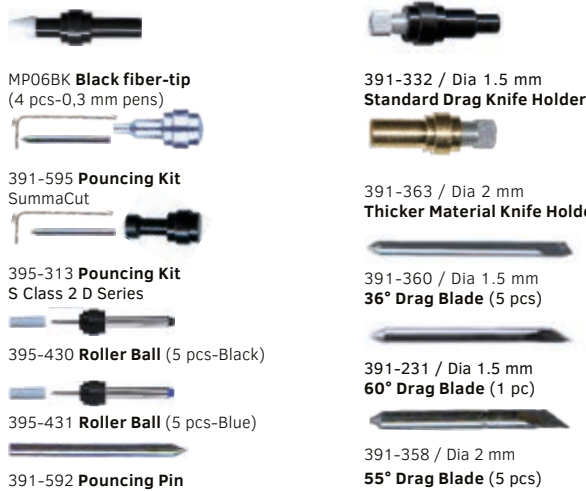 MP06BK Black fiber-tip
(4 pcs-0,3 mm pens)
391-595 Pouncing Kit
SummaCut
395-313 Pouncing Kit
S Class 2 D Series
395-430 Roller Ball (5 pcs-Black)
395-431 Roller Ball (5 pcs-Blue)
391-592 Pouncing Pin
391-332 / Dia 1.5 mm
Standard Drag Knife Holder
391-363 / Dia 2 mm
Thicker Material Knife Holde
391-360 / Dia 1.5 mm
36° Drag Blade (5 pcs)
391-231 / Dia 1.5 mm
60° Drag Blade (1 pc)
391-358 / Dia 2 mm
55° Drag Blade (5 pcs)